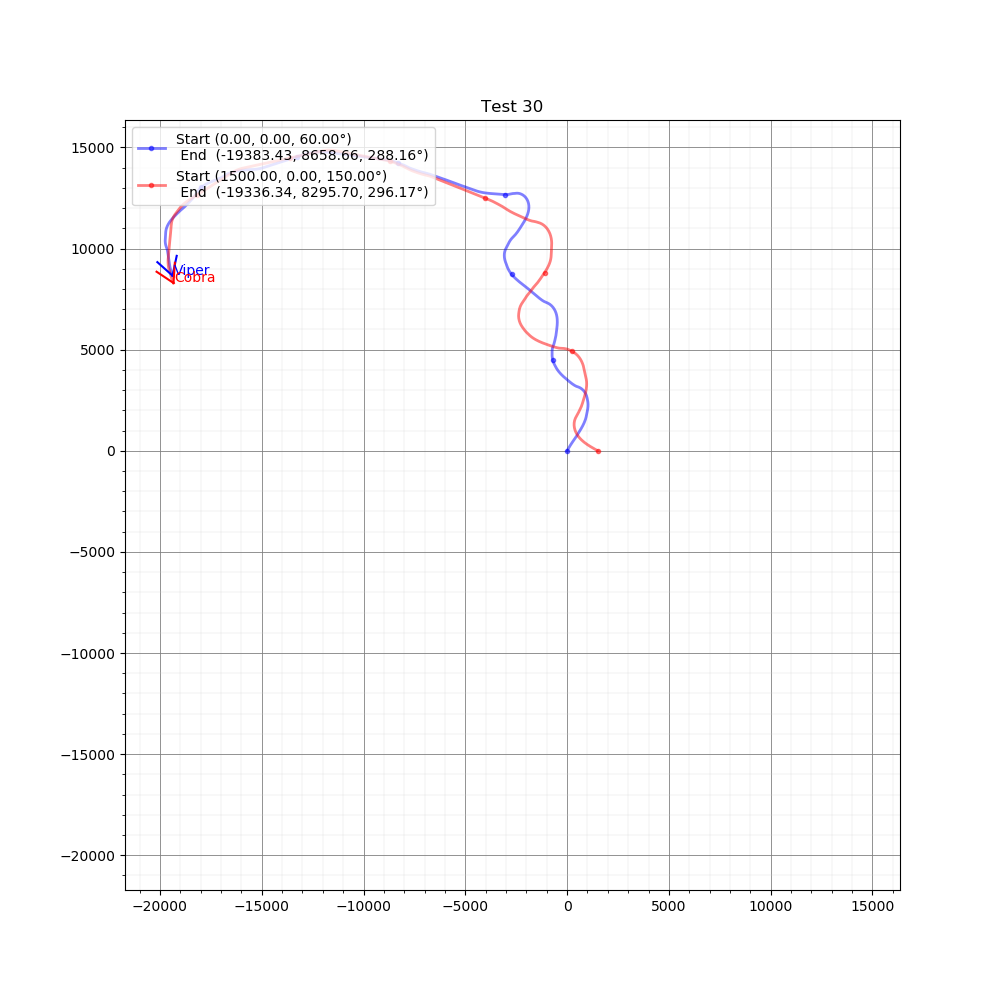 Test 30
Start (0.00, 0.00, 60.00°)
End (-19383.43, 8658.66, 288.16°)
Start (1500.00, 0.00, 150.00°)
End (-19336.34, 8295.70, 296.17°)
15000
10000
5000
0
−5000
−10000
−15000
−20000
Viper
Cobra
−20000 −15000 −10000 −5000 0 5000 10000 15000